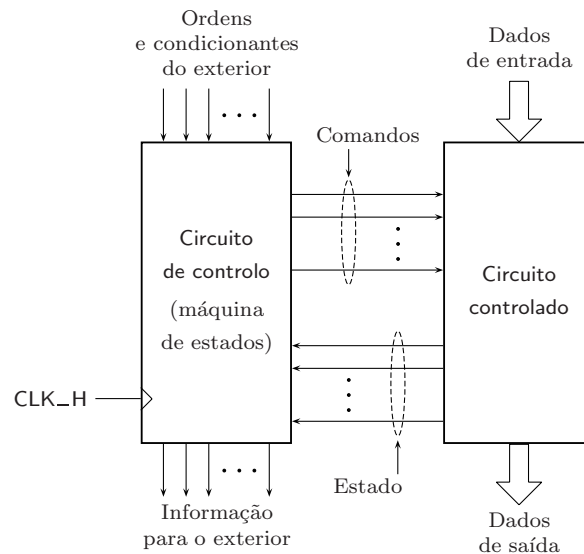 Ordens
e condicionantes
do exterior
Dados
de entrada
Comandos
Circuito
de controlo
(máquina
de estados)
Circuito
controlado
CLK_H
Estado
Informação
para o exterior
Dados
de saída